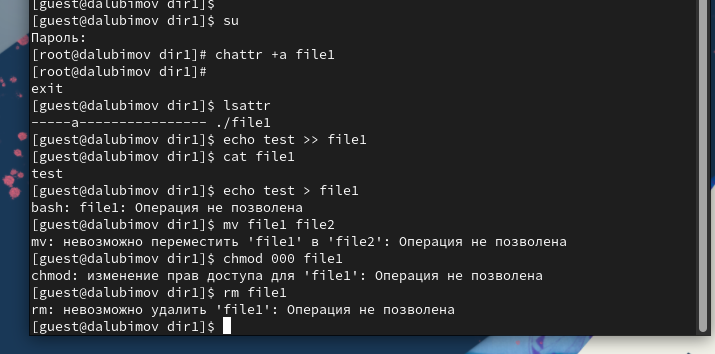 [guest@dalubimov dir1]$
[guest@dalubimov dir1]$ su
Пароль:
[root@dalubimov dir1]# chattr +a file1
[root@dalubimov dir1]#
exit
[guest@dalubimov dir1]$ lsattr
-----a---------------- ./file1
[guest@dalubimov dir1]$ echo test >> file1
[guest@dalubimov dir1]$ cat file1
test
[guest@dalubimov dir1]$ echo test > file1
bash: file1: Операция не позволена
[guest@dalubimov dir1]$ mv file1 file2
mv: невозможно переместить 'file1' в 'file2': Операция не позволена
[guest@dalubimov dir1]$ chmod 000 file1
chmod: изменение прав доступа для 'file1': Операция не позволена
[guest@dalubimov dir1]$ rm file1
rm: невозможно удалить 'file1': Операция не позволена
[guest@dalubimov dir1]$